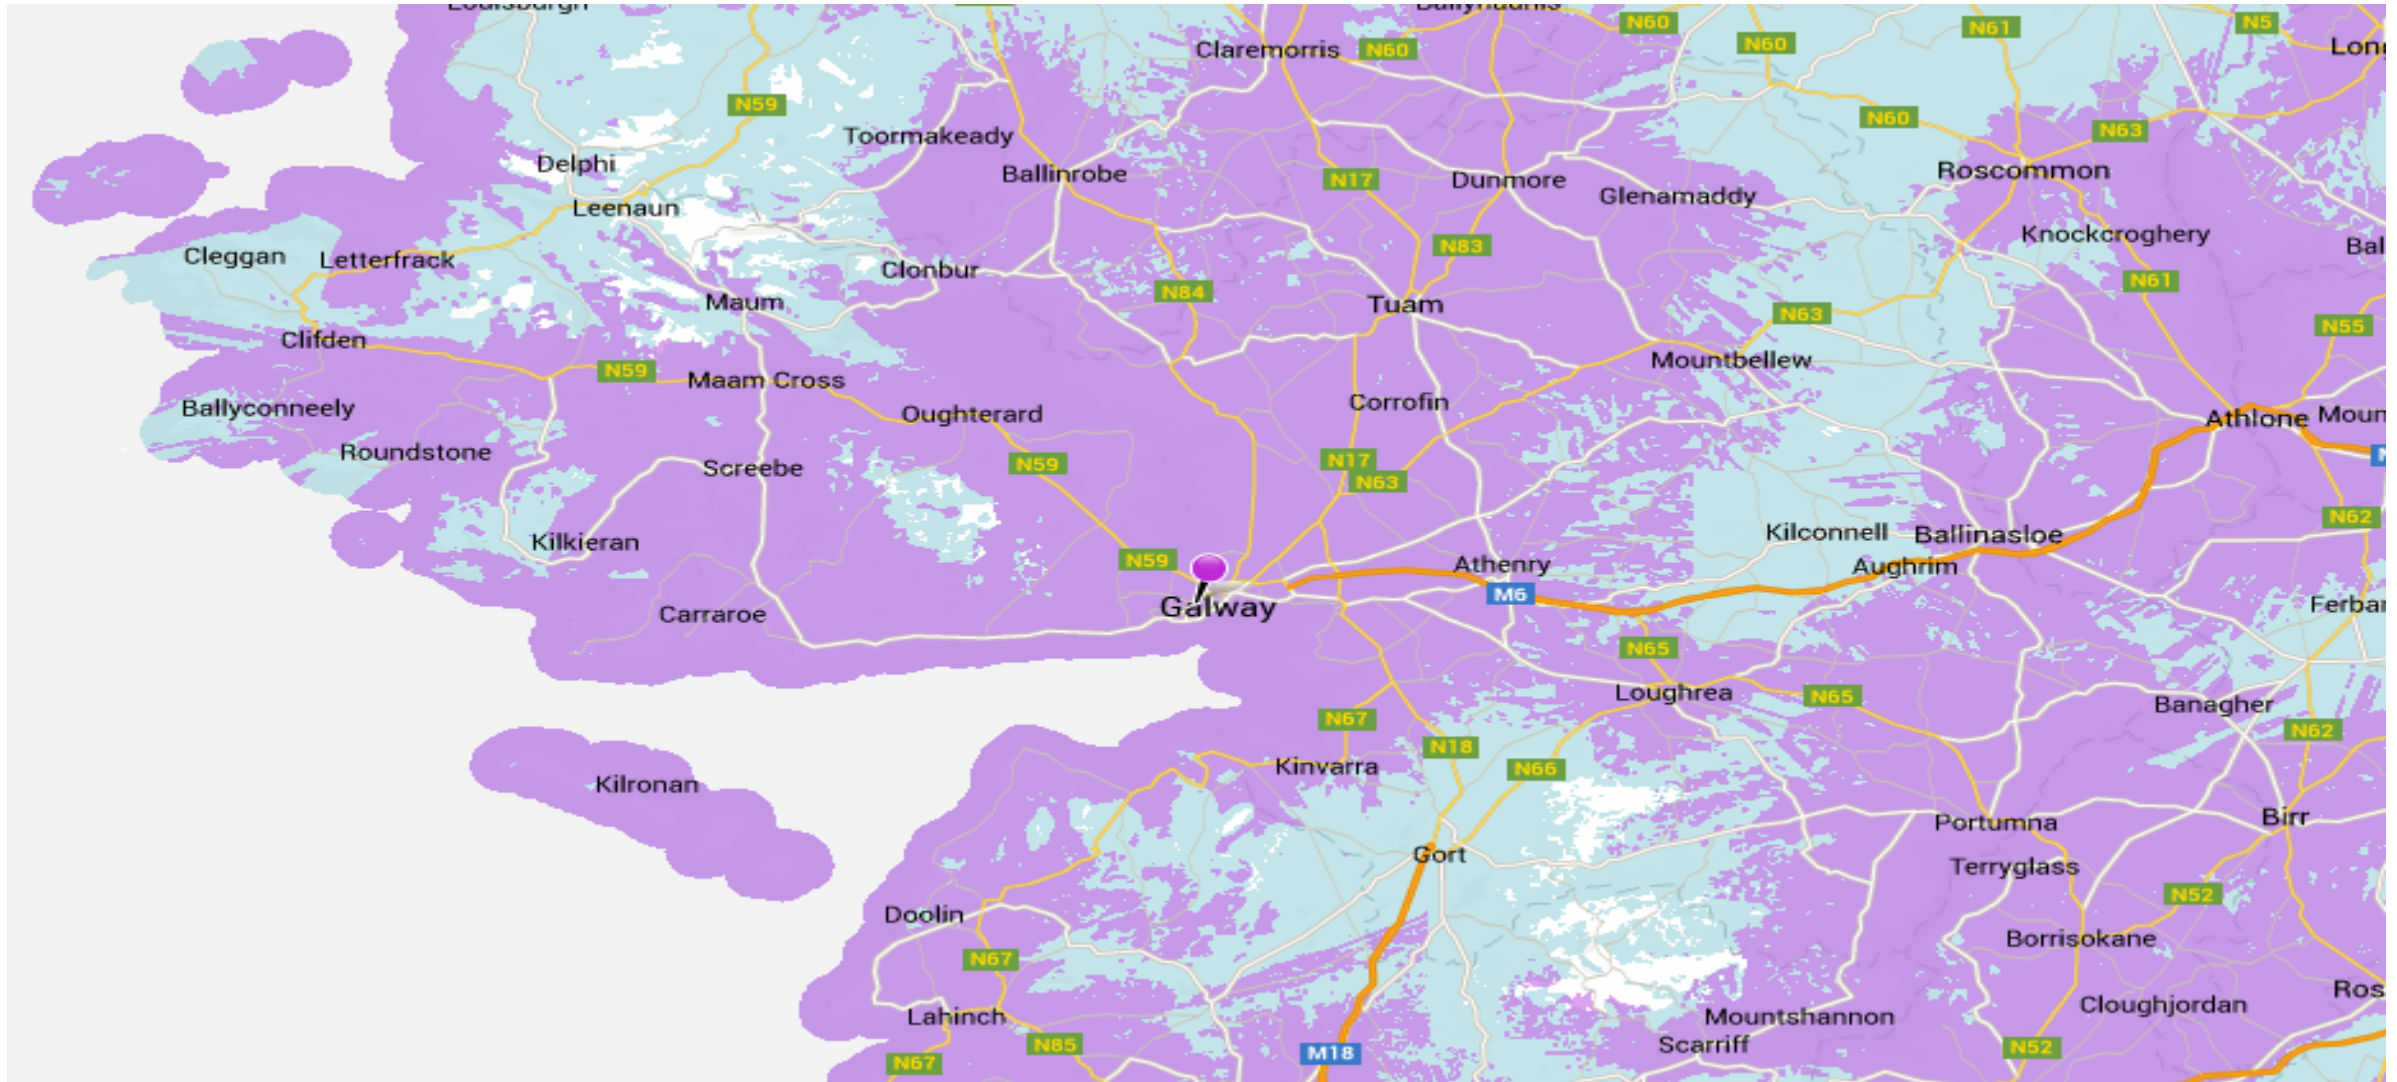 Louisburgh
N60
N61
N5
Claremorris
N60
N60
N59
Toormakeady
N60
N63
Delphi
Ballinrobe
N17
Dunmore
Roscommon
Leenaun
Glenamaddy
Cleggan
Letterfrack
Knockcroghery
N83
Clonbur
N84
N61
Maum
Tuam
N63
Clifden
N55
N59
Maam Cross
Mountbellew
Ballyconneely
Oughterard
Corrofin
Athlone
Roundstone
Screebe
N59
N17
N63
N62
Kilkieran
Kilconnell
Ballinasloe
N59
Athenry
Aughrim
M6
Galway
Carraroe
N65
Loughrea
N65
Banagher
N67
N62
N18
Kinvarra
N66
Kilronan
Portumna
Birr
Gort
Terryglass
N52
Doolin
Borrisokane
N67
Lahinch
Mountshannon
Cloughjordan
N85
Scarriff
N52
M18
N67